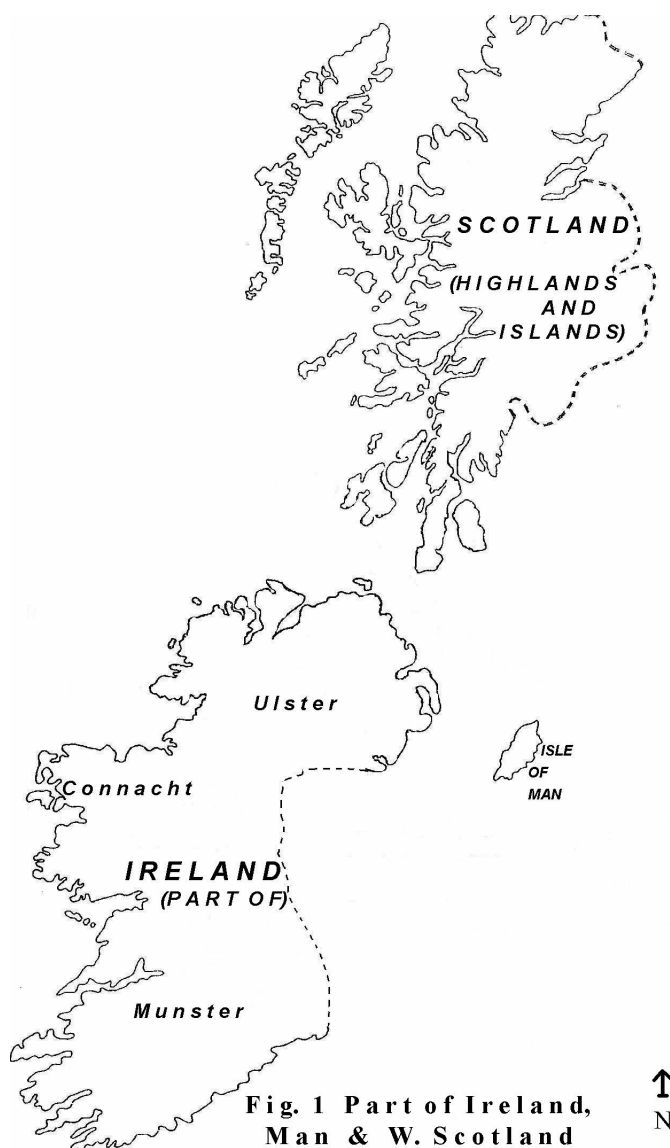 SCOTLAND
(HIGHLANDS
AND
ISLANDS)
Ulster
ISLE
OF
MAN
Connacht
IRELAND
(PART OF)
Munster
Fig. 1 Part of Ireland,
Man & W. Scotland
N